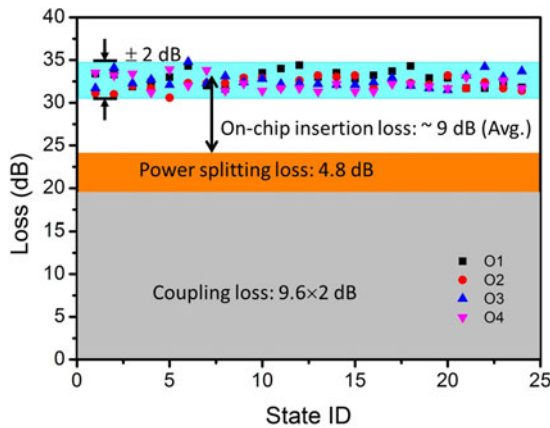 40
35
30
25
20
15
10
5
0
Loss (dB)
± 2 dB
On-chip insertion loss: ~ 9 dB (Avg.)
Power splitting loss: 4.8 dB
Coupling loss: 9.6×2 dB
O1
O2
O3
O4
0 5 10 15 20 25
State ID